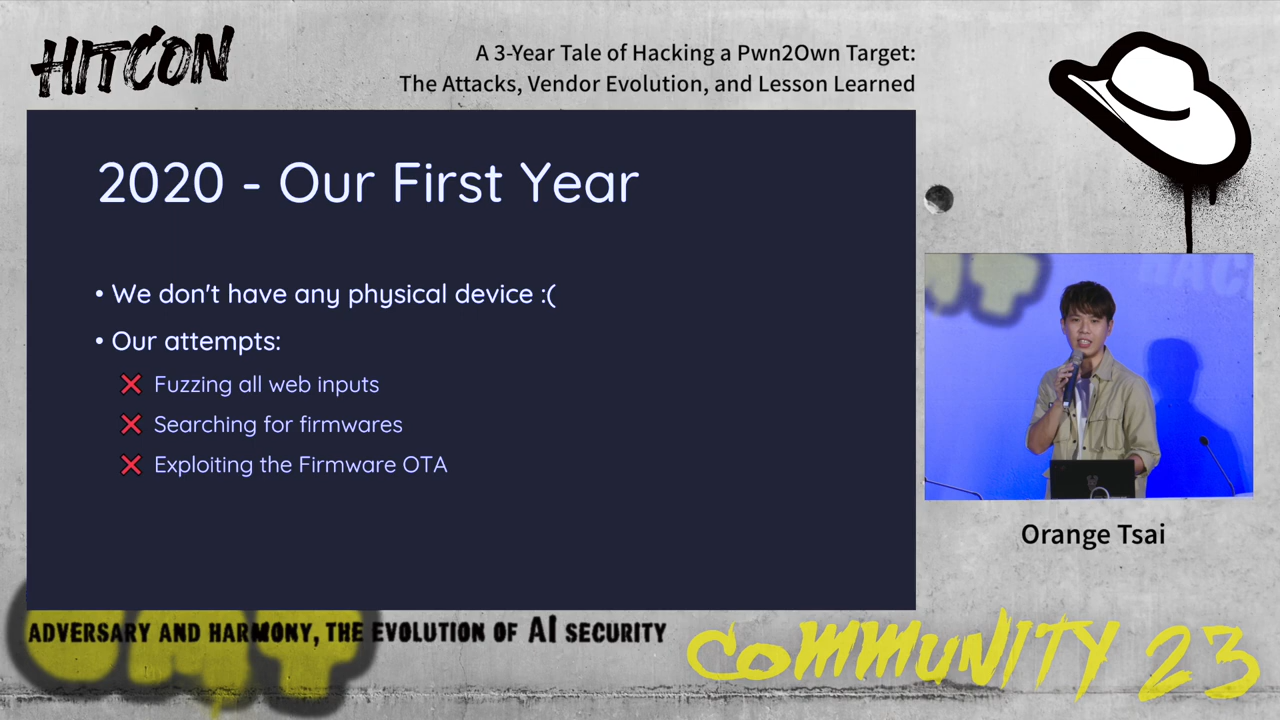 HITCON
A 3-Year Tale of Hacking a Pwn2Own Target:
The Attacks, Vendor Evolution, and Lesson Learned
2020 - Our First Year
• We don't have any physical device :(
• Our attempts:
❌ Fuzzing all web inputs
❌ Searching for firmwares
❌ Exploiting the Firmware OTA
Orange Tsai
ADVERSARY AND HARMONY, THE EVOLUTION OF AI SECURITY
COMMUNITY 23